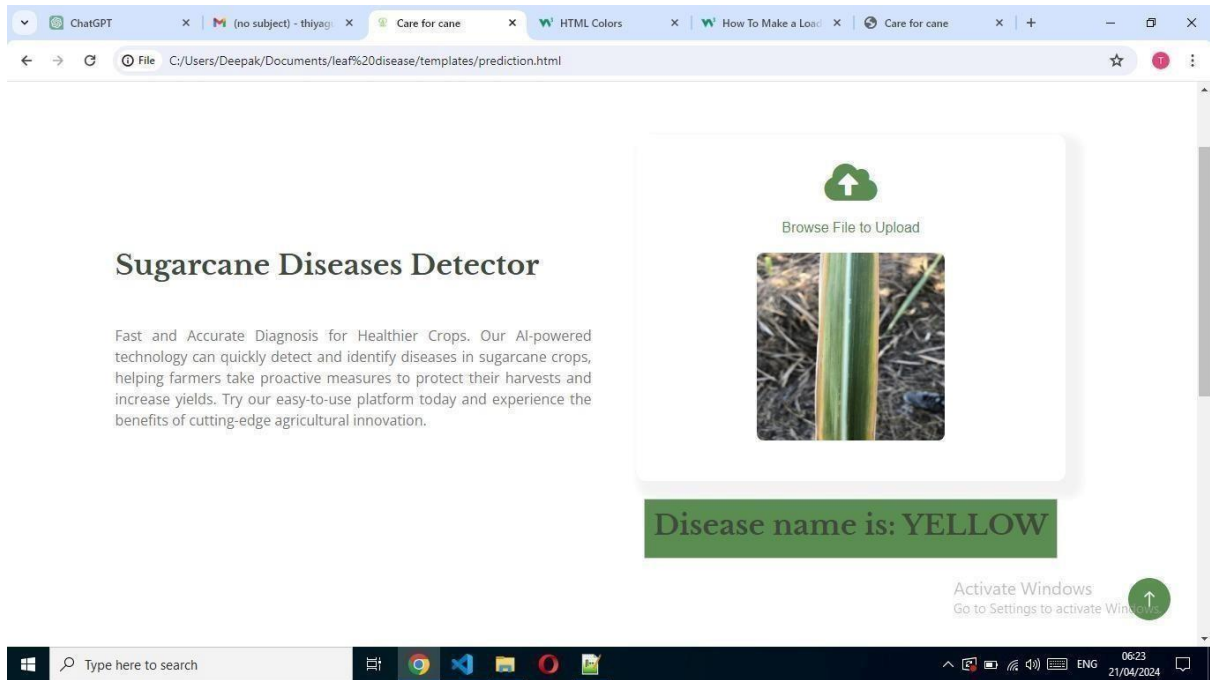 ChatGPT
(no subject) - thiyag
Care for cane
HTML Colors
How To Make a Load
Care for cane
File C:/Users/Deepak/Documents/leaf%20disease/templates/prediction.html
T
Browse File to Upload
Sugarcane Diseases Detector
Fast and Accurate Diagnosis for Healthier Crops. Our AI-powered
technology can quickly detect and identify diseases in sugarcane crops,
helping farmers take proactive measures to protect their harvests and
increase yields. Try our easy-to-use platform today and experience the
benefits of cutting-edge agricultural innovation.
Disease name is: YELLOW
Activate Windows
Go to Settings to activate Windows.
Type here to search
ENG
06:23
21/04/2024